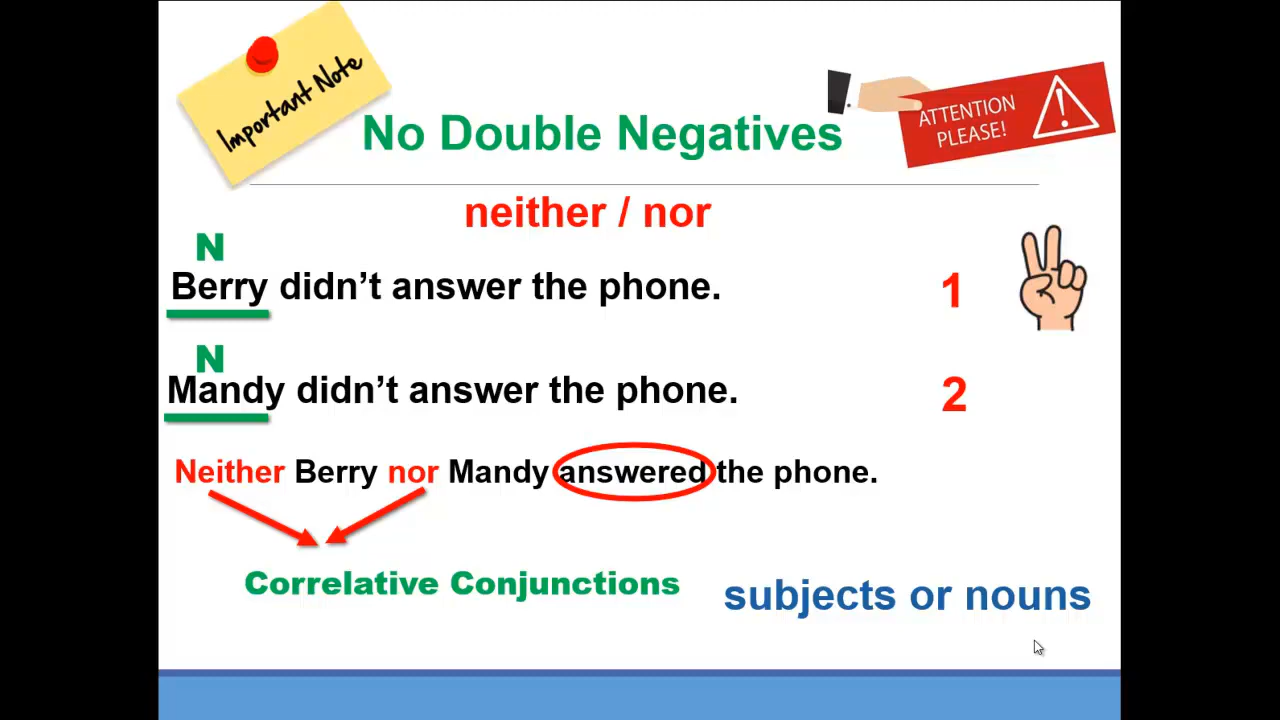 Important Note
ATTENTION
PLEASE!
No Double Negatives
neither / nor
N
Berry didn’t answer the phone.
1
N
Mandy didn’t answer the phone.
2
Neither Berry nor Mandy answered the phone.
Correlative Conjunctions
subjects or nouns